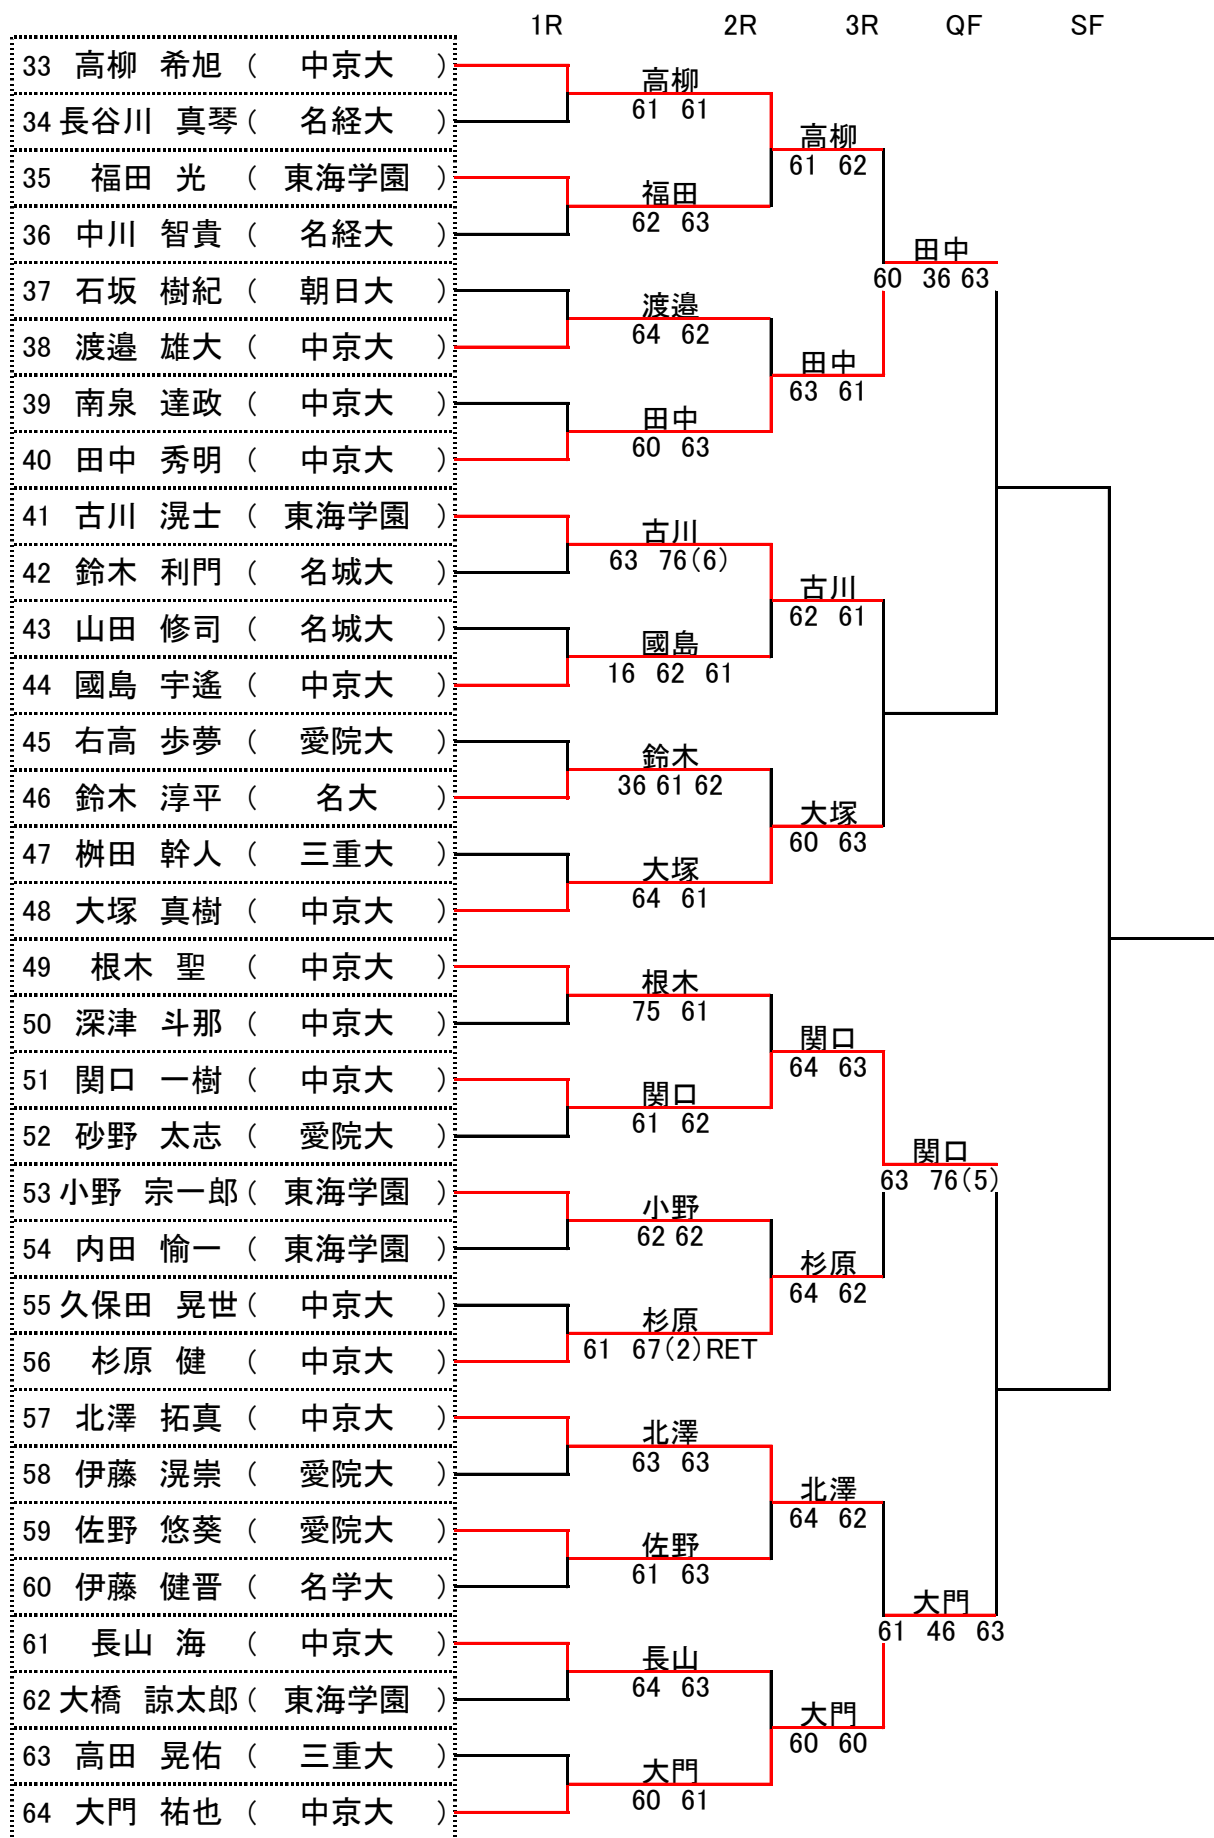 1R 2R 3R QF SF
33 高柳 希旭 ( 中京大 )
高柳
61 61
34 長谷川 真琴 ( 名経大 )
高柳
61 62
35 福田 光 ( 東海学園 )
福田
62 63
36 中川 智貴 ( 名経大 )
田中
60 36 63
37 石坂 樹紀 ( 朝日大 )
渡邉
64 62
38 渡邉 雄大 ( 中京大 )
田中
63 61
39 南泉 達政 ( 中京大 )
田中
60 63
40 田中 秀明 ( 中京大 )
41 古川 滉士 ( 東海学園 )
古川
63 76(6)
42 鈴木 利門 ( 名城大 )
古川
62 61
43 山田 修司 ( 名城大 )
國島
16 62 61
44 國島 宇遙 ( 中京大 )
45 右高 歩夢 ( 愛院大 )
鈴木
36 61 62
46 鈴木 淳平 ( 名大 )
大塚
60 63
47 桝田 幹人 ( 三重大 )
大塚
64 61
48 大塚 真樹 ( 中京大 )
49 根木 聖 ( 中京大 )
根木
75 61
50 深津 斗那 ( 中京大 )
関口
64 63
51 関口 一樹 ( 中京大 )
関口
61 62
52 砂野 太志 ( 愛院大 )
関口
63 76(5)
53 小野 宗一郎 ( 東海学園 )
小野
62 62
54 内田 愉一 ( 東海学園 )
杉原
64 62
55 久保田 晃世 ( 中京大 )
杉原
61 67(2)RET
56 杉原 健 ( 中京大 )
57 北澤 拓真 ( 中京大 )
北澤
63 63
58 伊藤 滉崇 ( 愛院大 )
北澤
64 62
59 佐野 悠葵 ( 愛院大 )
佐野
61 63
60 伊藤 健晋 ( 名学大 )
大門
61 46 63
61 長山 海 ( 中京大 )
長山
64 63
62 大橋 諒太郎 ( 東海学園 )
大門
60 60
63 高田 晃佑 ( 三重大 )
大門
60 61
64 大門 祐也 ( 中京大 )